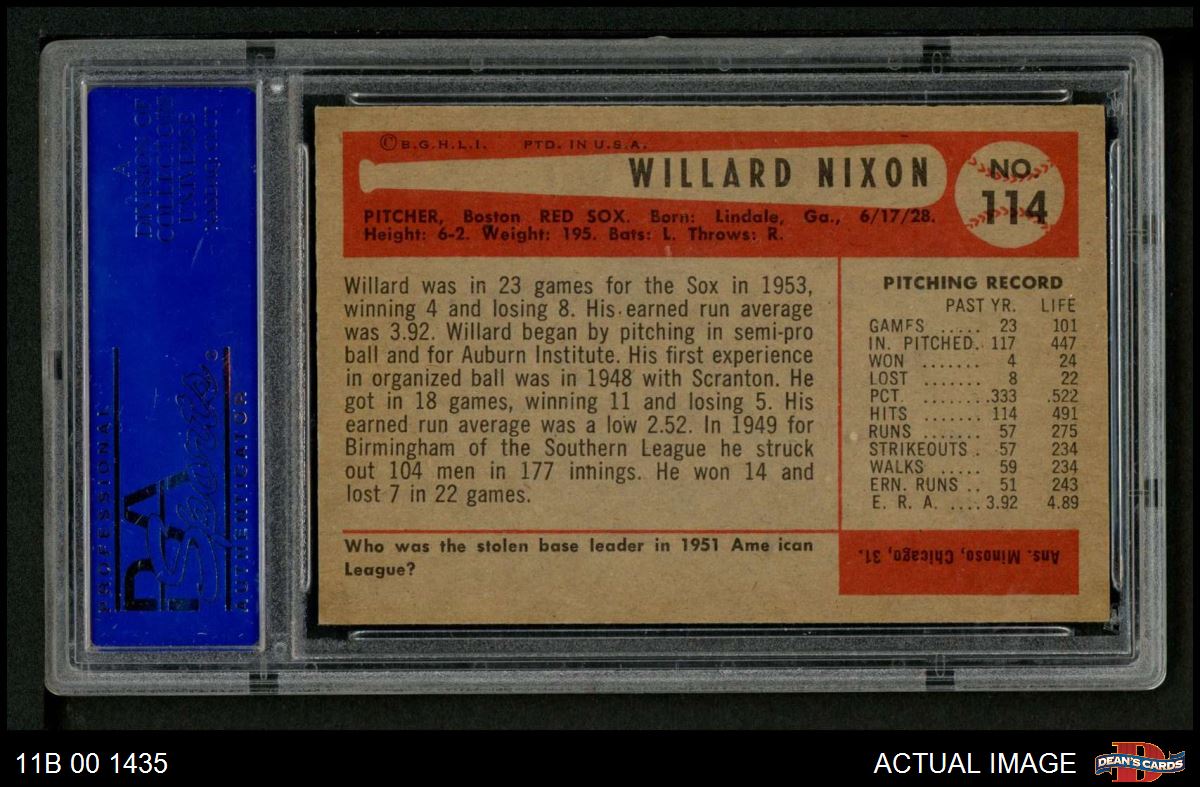 A
DIVISION OF
COLLECTORS
UNIVERSE
NASDAQ: CLCT
PROFESSIONAL
PSA
Sports
AUTHENTICATOR
© B.G.H.L.I. PTD. IN U.S.A.
WILLARD NIXON
NO.
114
PITCHER, Boston RED SOX. Born: Lindale, Ga., 6/17/28.
Height: 6-2. Weight: 195. Bats: L. Throws: R.
Willard was in 23 games for the Sox in 1953,
winning 4 and losing 8. His earned run average
was 3.92. Willard began by pitching in semi-pro
ball and for Auburn Institute. His first experience
in organized ball was in 1948 with Scranton. He
got in 18 games, winning 11 and losing 5. His
earned run average was a low 2.52. In 1949 for
Birmingham of the Southern League he struck
out 104 men in 177 innings. He won 14 and
lost 7 in 22 games.
PITCHING RECORD
PAST YR. LIFE
GAMES ..... 23 101
IN. PITCHED.. 117 447
WON ....... 4 24
LOST ....... 8 22
PCT. ........ .333 .522
HITS ....... 114 491
RUNS ....... 57 275
STRIKEOUTS . 57 234
WALKS ..... 59 234
ERN. RUNS .. 51 243
E. R. A. .... 3.92 4.89
Who was the stolen base leader in 1951 Ame ican
League?
Ans. Minoso, Chicago, 31.
11B 00 1435
ACTUAL IMAGE
DEAN'S CARDS